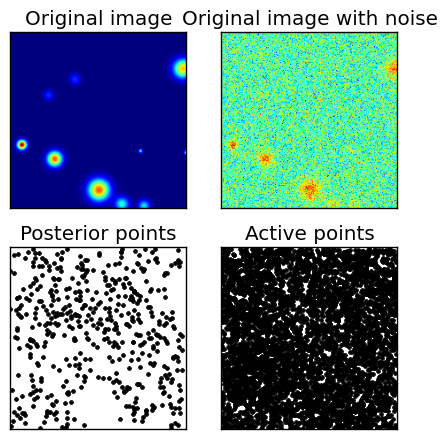 Original image
Original image with noise
Posterior points
Active points